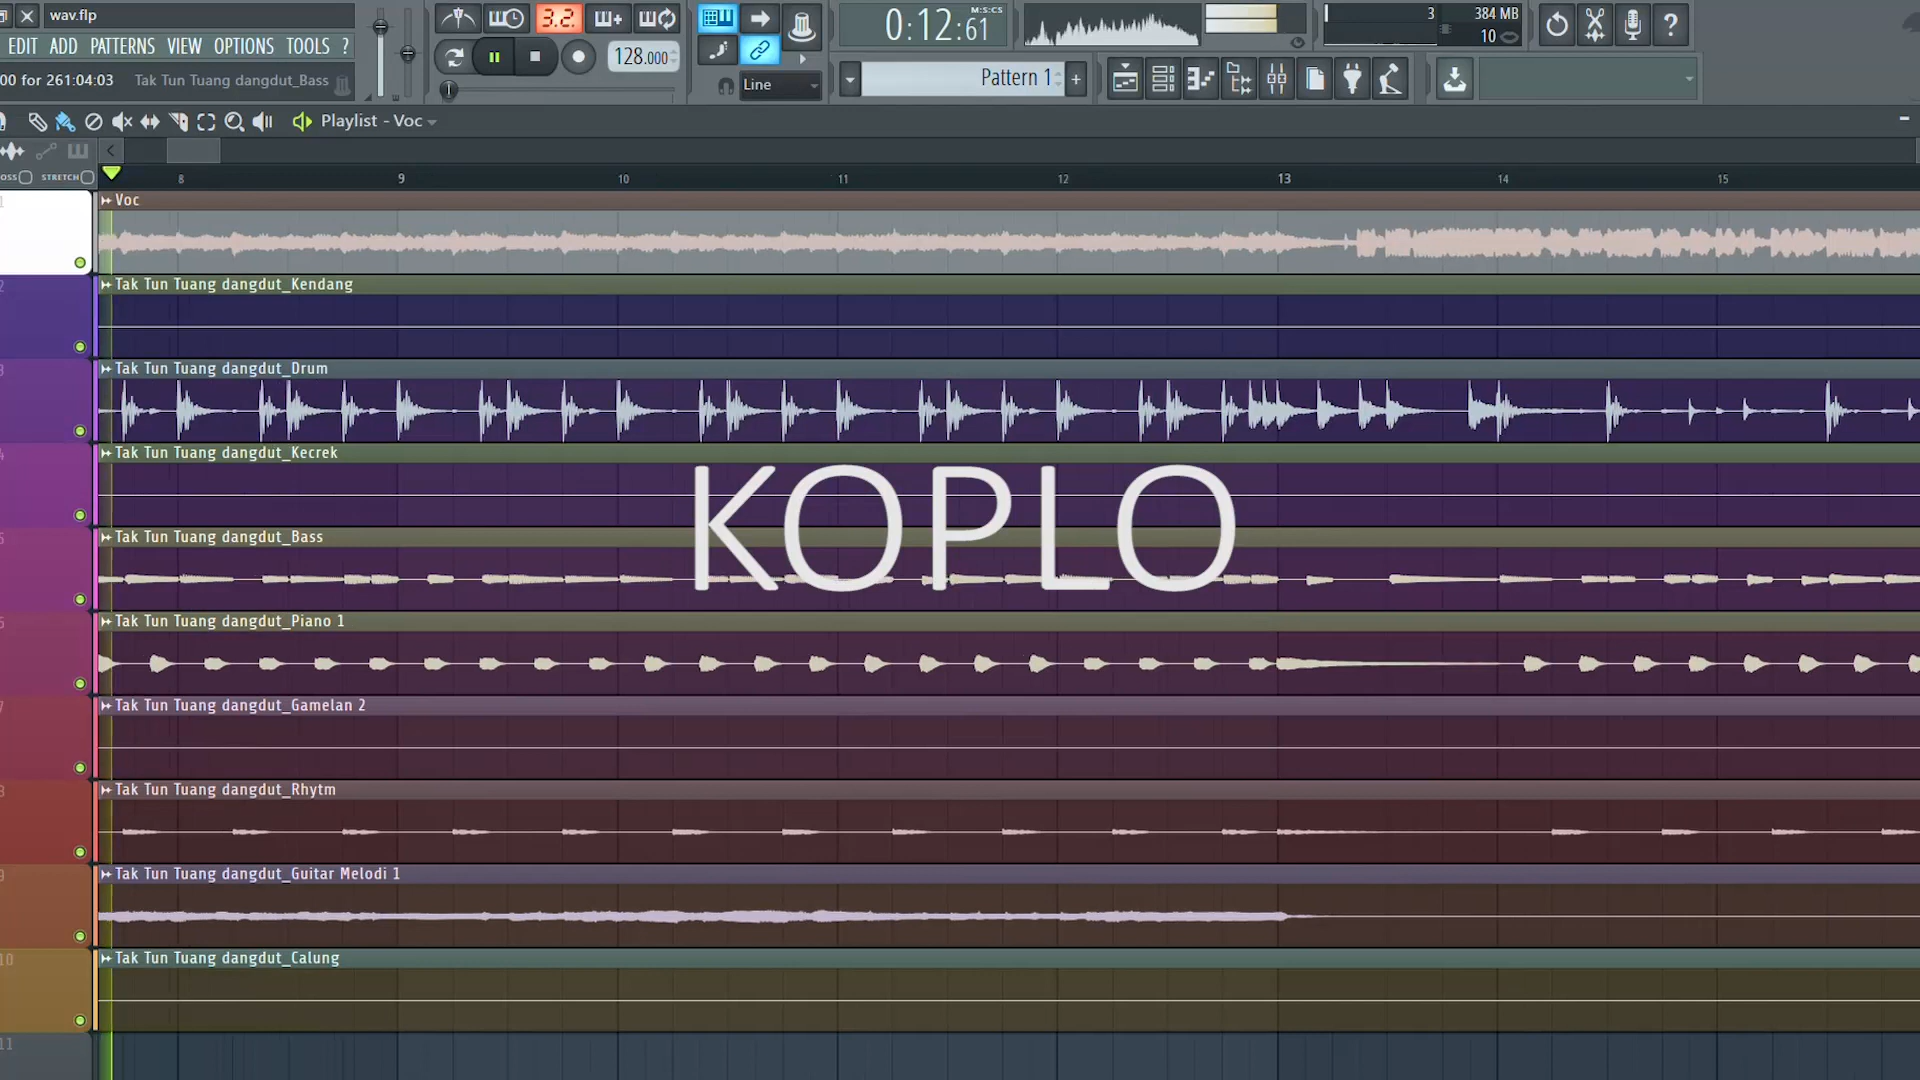 wav.flp
EDIT ADD PATTERNS VIEW OPTIONS TOOLS ?
00 for 261:04:03 Tak Tun Tuang dangdut_Bass
3.2.
128.000
Line
0:12:61
M:S:CS
Pattern 1
+
3
384 MB
10
?
Playlist - Voc
STRETCH
8 9 10 11 12 13 14 15
Voc
Tak Tun Tuang dangdut_Kendang
Tak Tun Tuang dangdut_Drum
Tak Tun Tuang dangdut_Kecrek
KOPLO
Tak Tun Tuang dangdut_Bass
Tak Tun Tuang dangdut_Piano 1
Tak Tun Tuang dangdut_Gamelan 2
Tak Tun Tuang dangdut_Rhytm
Tak Tun Tuang dangdut_Guitar Melodi 1
10
Tak Tun Tuang dangdut_Calung
11